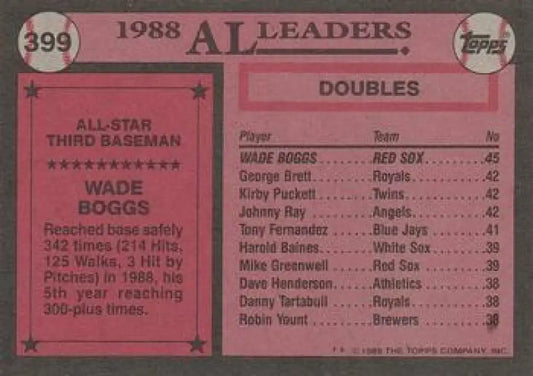 399
1988 AL LEADERS
Topps
ALL-STAR
THIRD BASEMAN
WADE
BOGGS
Reached base safely
342 times (214 Hits,
125 Walks, 3 Hit by
Pitches) in 1988, his
5th year reaching
300-plus times.
DOUBLES
Player Team No
WADE BOGGS.......RED SOX.......45
George Brett.......Royals.......42
Kirby Puckett.......Twins.......42
Johnny Ray.......Angels.......42
Tony Fernandez.......Blue Jays.......41
Harold Baines.......White Sox.......39
Mike Greenwell.......Red Sox.......39
Dave Henderson.......Athletics.......38
Danny Tartabull.......Royals.......38
Robin Yount.......Brewers.......38
© 1989 THE TOPPS COMPANY, INC.